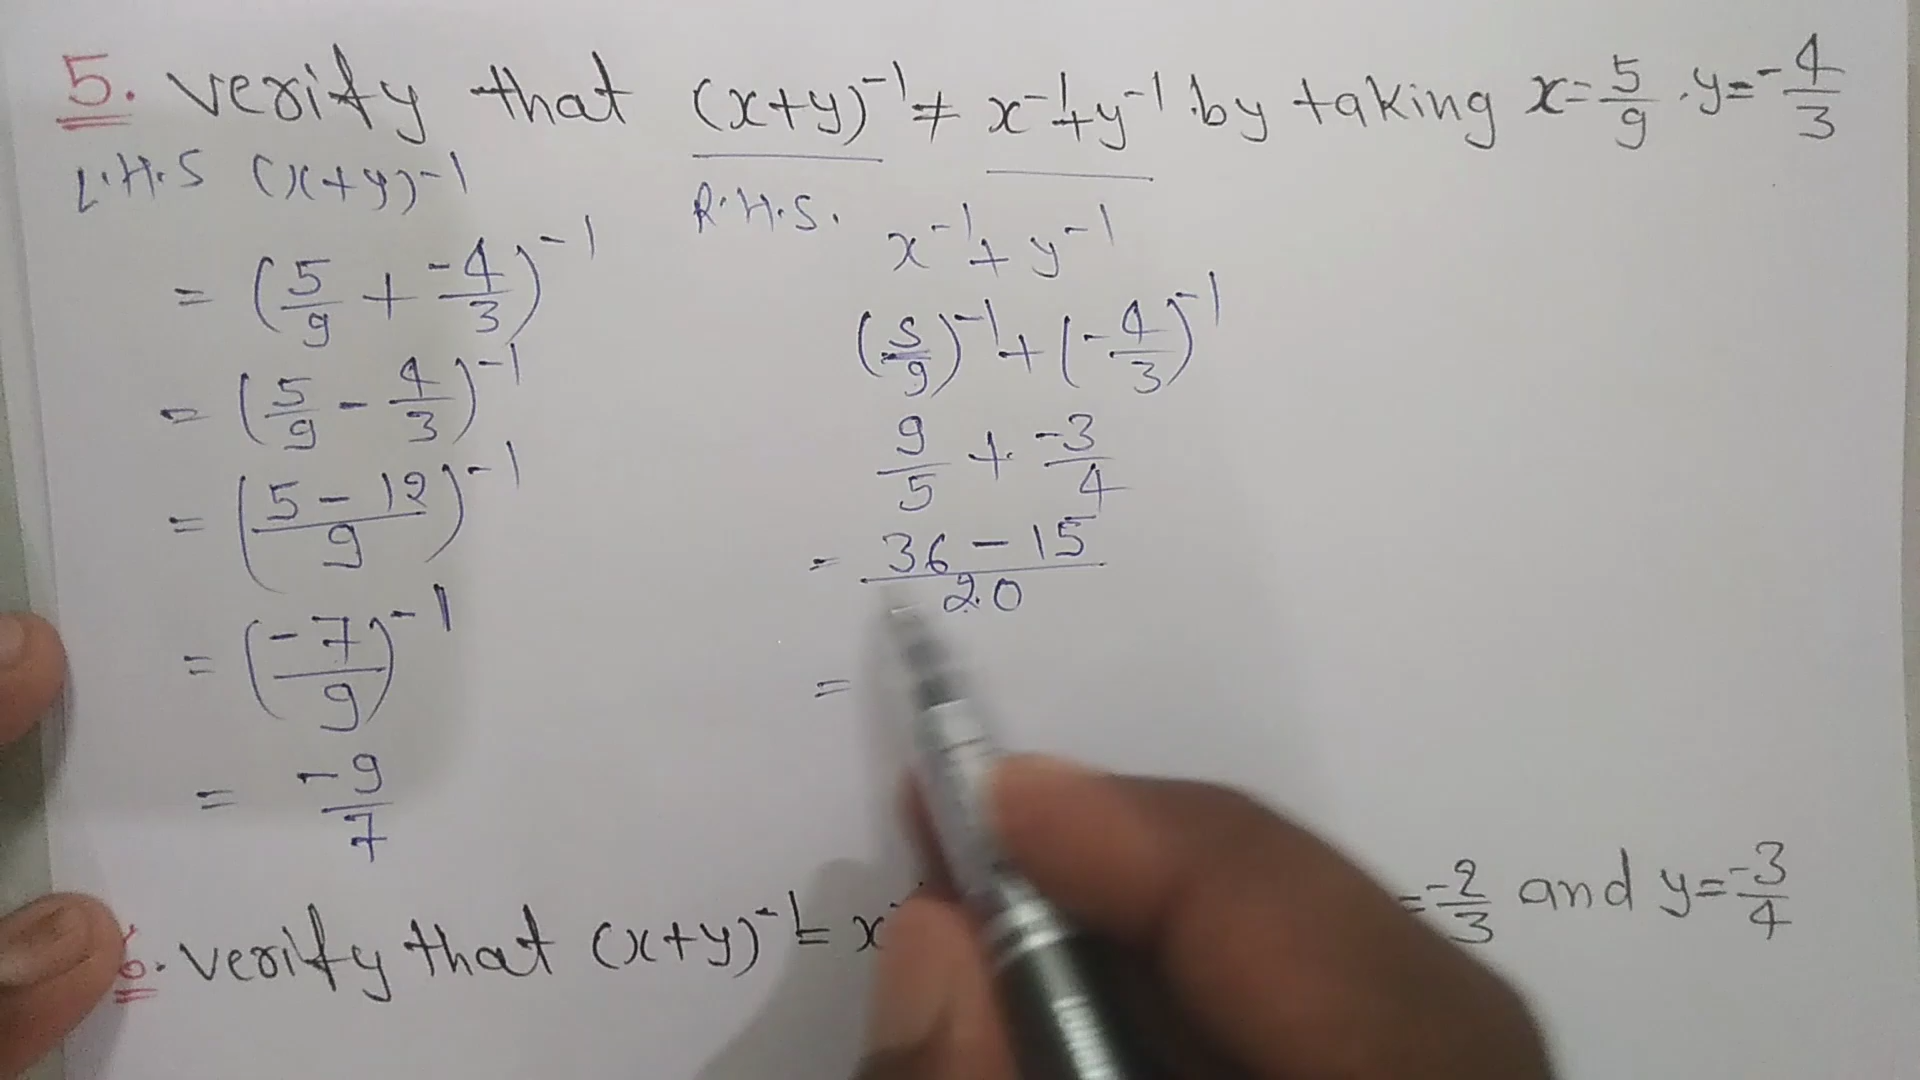 5. verify that (x+y)⁻¹ ≠ x⁻¹+y⁻¹ by taking x=5/9 . y=-4/3
L.H.S (x+y)⁻¹
= (5/9 + -4/3)⁻¹
= (5/9 - 4/3)⁻¹
= (5-12/9)⁻¹
= (-7/9)⁻¹
= -9/7
R.H.S.
x⁻¹+y⁻¹
(5/9)⁻¹+(-4/3)⁻¹
9/5 + -3/4
= 36-15/20
=
6. verify that (x+y)⁻¹= x
=-2/3 and y=-3/4